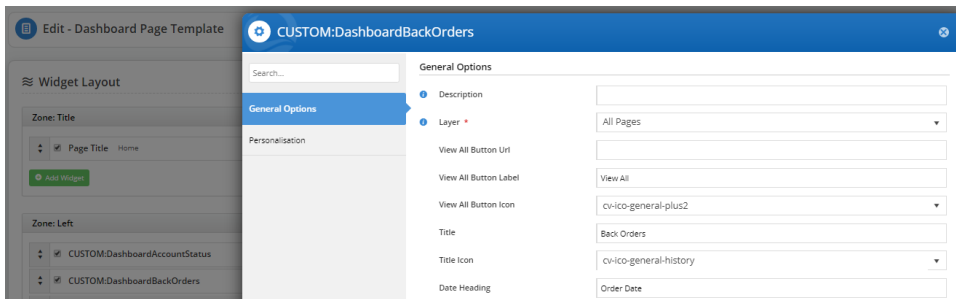 Edit - Dashboard Page Template
Widget Layout
Zone: Title
Page Title Home
Add Widget
Zone: Left
CUSTOM:DashboardAccountStatus
CUSTOM:DashboardBackOrders
CUSTOM:DashboardBackOrders
Search...
General Options
Personalisation
General Options
Description
Layer * All Pages
View All Button Url
View All Button Label View All
View All Button Icon cv-ico-general-plus2
Title Back Orders
Title Icon cv-ico-general-history
Date Heading Order Date